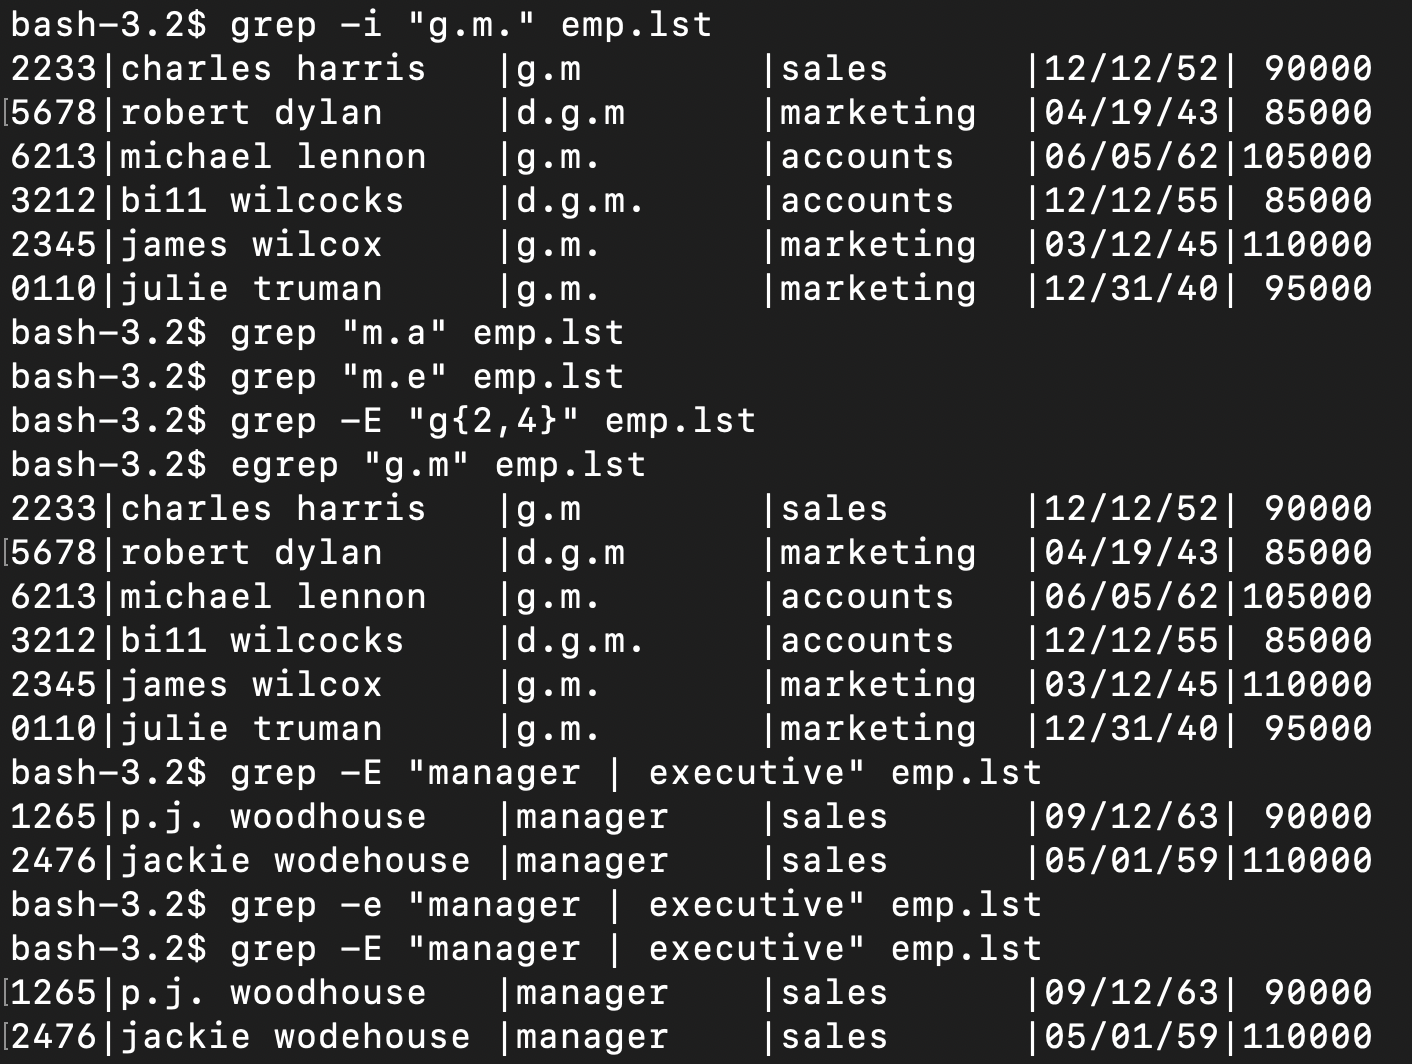 bash-3.2$ grep -i "g.m." emp.lst
2233|charles harris   |g.m        |sales      |12/12/52| 90000
[5678|robert dylan     |d.g.m      |marketing  |04/19/43| 85000
6213|michael lennon   |g.m.       |accounts   |06/05/62|105000
3212|bi11 wilcocks    |d.g.m.     |accounts   |12/12/55| 85000
2345|james wilcox     |g.m.       |marketing  |03/12/45|110000
0110|julie truman     |g.m.       |marketing  |12/31/40| 95000
bash-3.2$ grep "m.a" emp.lst
bash-3.2$ grep "m.e" emp.lst
bash-3.2$ grep -E "g{2,4}" emp.lst
bash-3.2$ egrep "g.m" emp.lst
2233|charles harris   |g.m        |sales      |12/12/52| 90000
[5678|robert dylan     |d.g.m      |marketing  |04/19/43| 85000
6213|michael lennon   |g.m.       |accounts   |06/05/62|105000
3212|bi11 wilcocks    |d.g.m.     |accounts   |12/12/55| 85000
2345|james wilcox     |g.m.       |marketing  |03/12/45|110000
0110|julie truman     |g.m.       |marketing  |12/31/40| 95000
bash-3.2$ grep -E "manager | executive" emp.lst
1265|p.j. woodhouse   |manager    |sales      |09/12/63| 90000
2476|jackie wodehouse |manager    |sales      |05/01/59|110000
bash-3.2$ grep -e "manager | executive" emp.lst
bash-3.2$ grep -E "manager | executive" emp.lst
[1265|p.j. woodhouse   |manager    |sales      |09/12/63| 90000
[2476|jackie wodehouse |manager    |sales      |05/01/59|110000